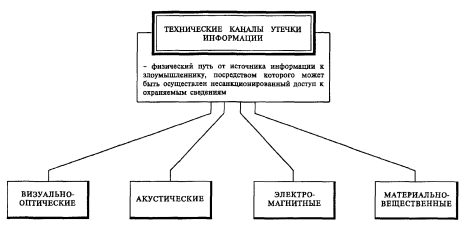 ТЕХНИЧЕСКИЕ КАНАЛЫ УТЕЧКИ
ИНФОРМАЦИИ
– физический путь от источника информации к
злоумышленнику, посредством которого может
быть осуществлен несанкционированный доступ к
охраняемым сведениям
ВИЗУАЛЬНО-
ОПТИЧЕСКИЕ
АКУСТИЧЕСКИЕ
ЭЛЕКТРО-
МАГНИТНЫЕ
МАТЕРИАЛЬНО-
ВЕЩЕСТВЕННЫЕ